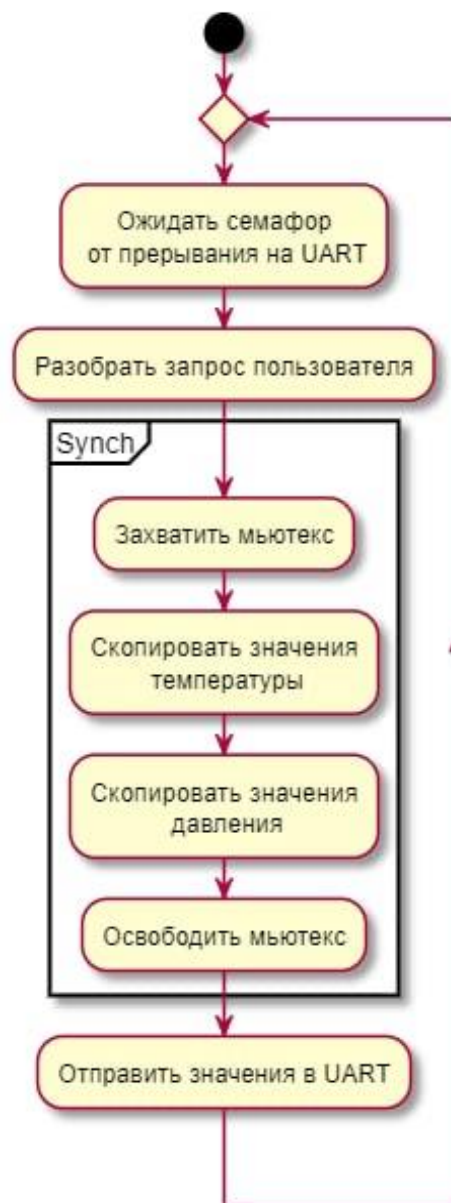 Ожидать семафор
от прерывания на UART
Разобрать запрос пользователя
Synch
Захватить мьютекс
Скопировать значения
температуры
Скопировать значения
давления
Освободить мьютекс
Отправить значения в UART